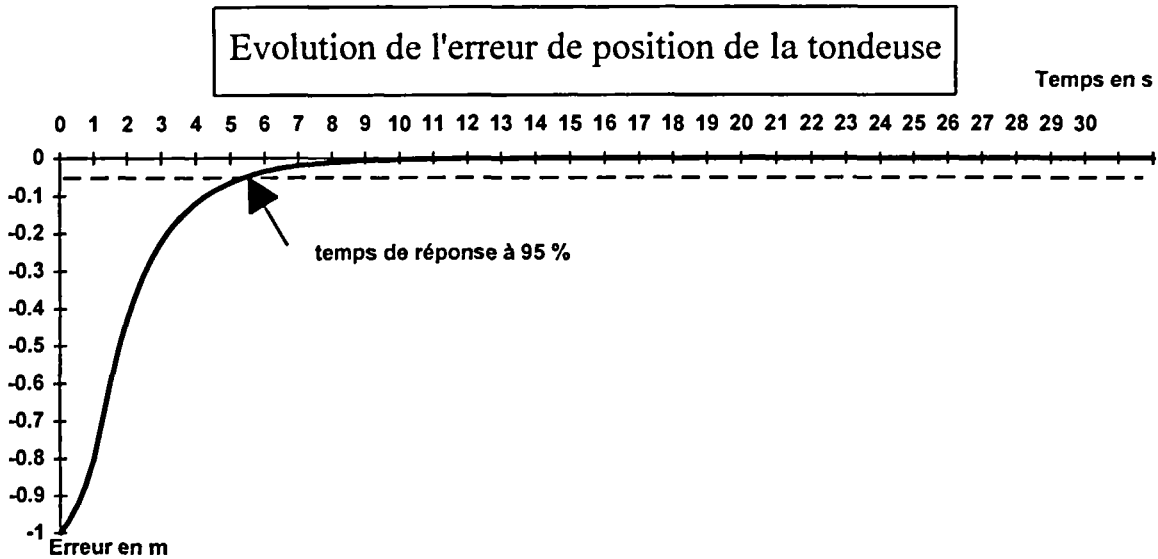 Evolution de l'erreur de position de la tondeuse
Temps en s
0 1 2 3 4 5 6 7 8 9 10 11 12 13 14 15 16 17 18 19 20 21 22 23 24 25 26 27 28 29 30
0
-0.1
-0.2
temps de réponse à 95 %
-0.3
-0.4
-0.5
-0.6
-0.7
-0.8
-0.9
-1
Erreur en m